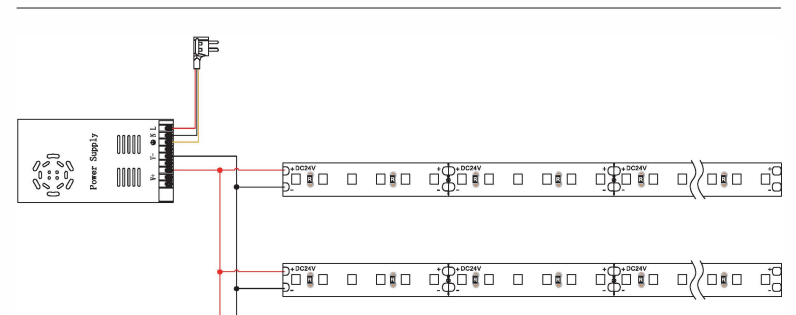 L
N
V-
V+
Power Supply
+ DC24V + + DC24V + + DC24V +
R R R R R R
- - - - - -
+ DC24V + + DC24V + + DC24V +
R R R R R R
- - - - - -